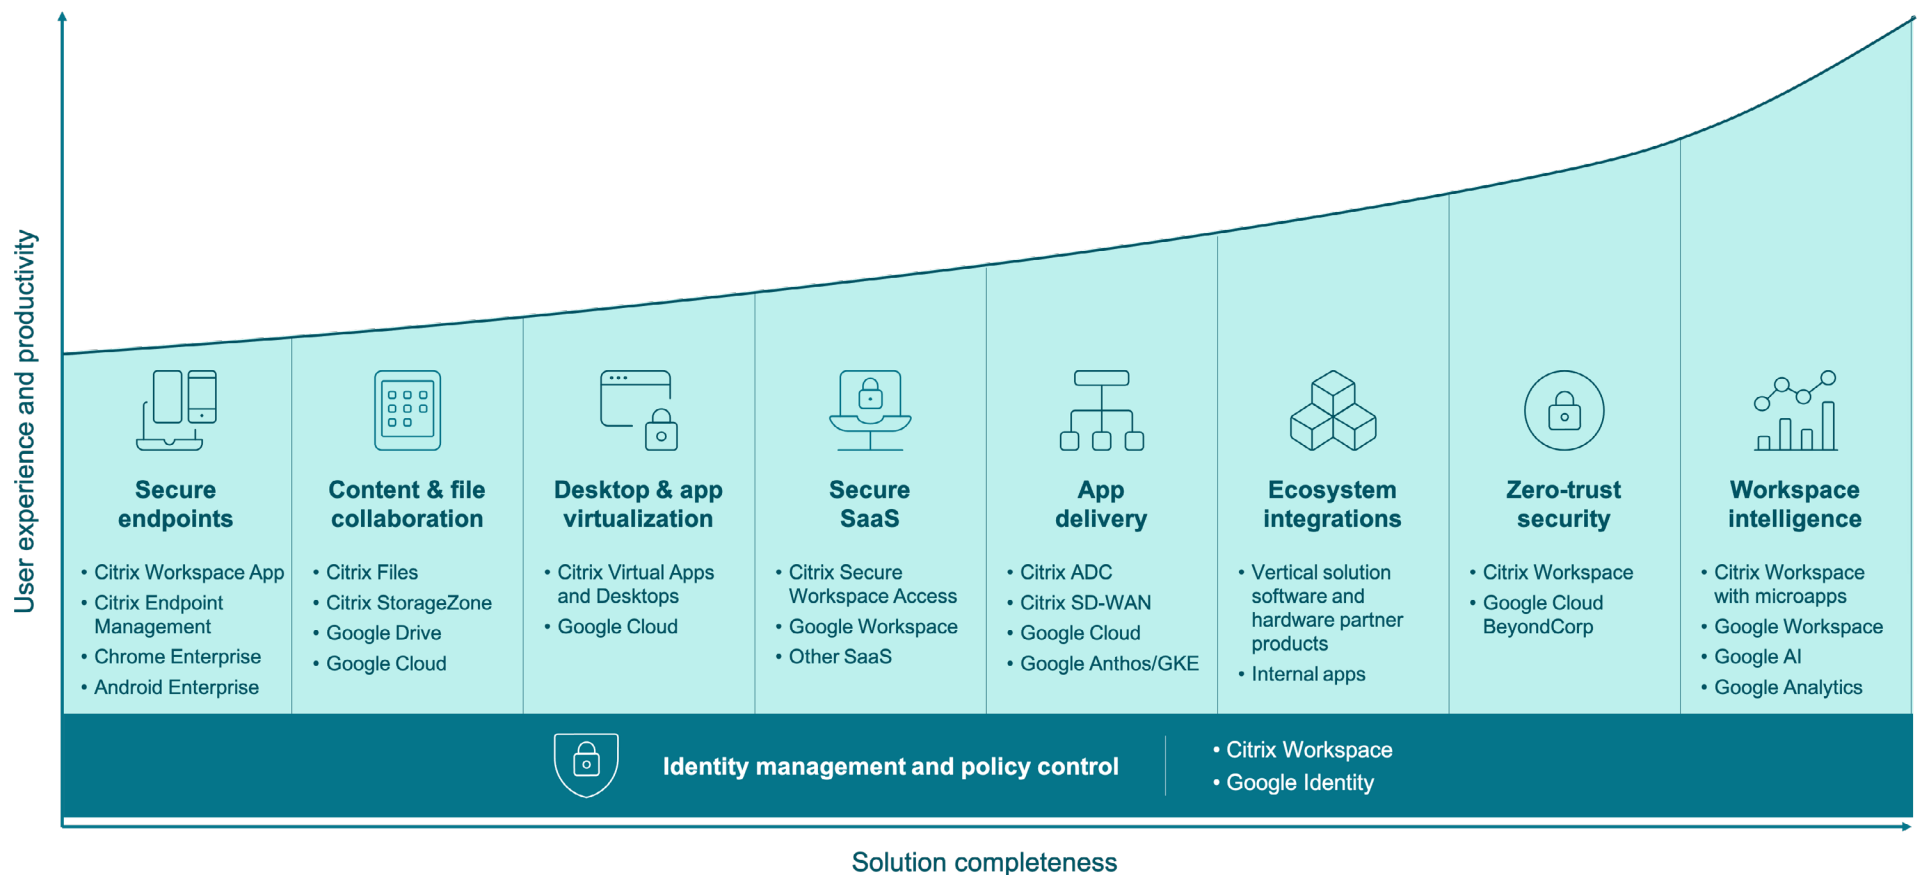 User experience and productivity
Secure
endpoints
• Citrix Workspace App
• Citrix Endpoint
Management
• Chrome Enterprise
• Android Enterprise
Content & file
collaboration
• Citrix Files
• Citrix StorageZone
• Google Drive
• Google Cloud
Desktop & app
virtualization
• Citrix Virtual Apps
and Desktops
• Google Cloud
Secure
SaaS
• Citrix Secure
Workspace Access
• Google Workspace
• Other SaaS
App
delivery
• Citrix ADC
• Citrix SD-WAN
• Google Cloud
• Google Anthos/GKE
Ecosystem
integrations
• Vertical solution
software and
hardware partner
products
• Internal apps
Zero-trust
security
• Citrix Workspace
• Google Cloud
BeyondCorp
Workspace
intelligence
• Citrix Workspace
with microapps
• Google Workspace
• Google AI
• Google Analytics
Identity management and policy control
• Citrix Workspace
• Google Identity
Solution completeness